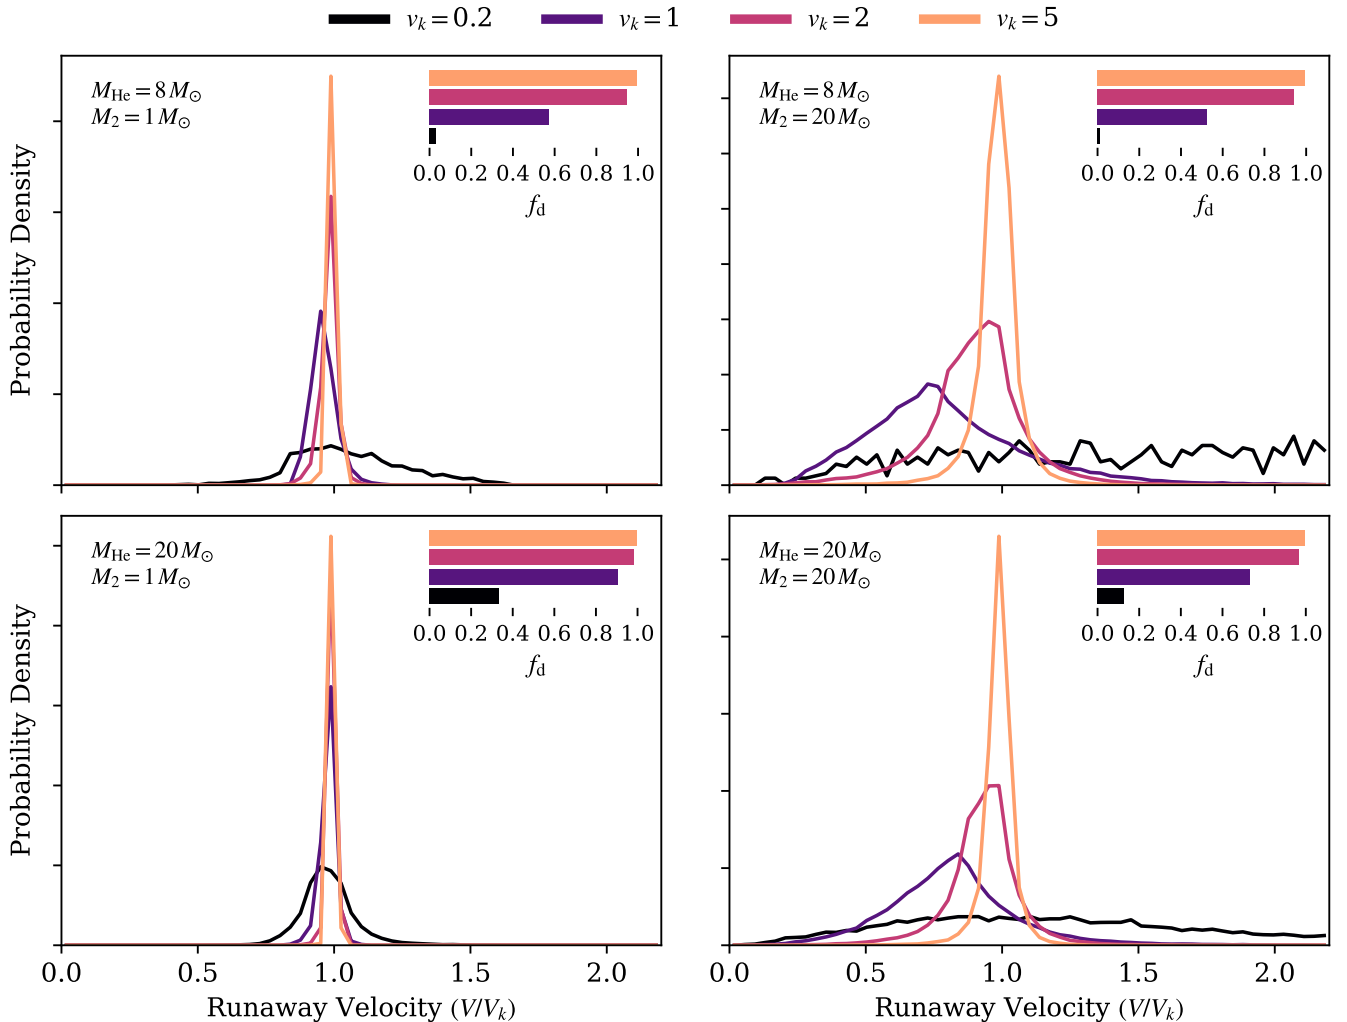 v_k = 0.2 v_k = 1 v_k = 2 v_k = 5
M_He = 8 M_⊙
M_2 = 1 M_⊙
0.0 0.2 0.4 0.6 0.8 1.0
f_d
Probability Density
M_He = 8 M_⊙
M_2 = 20 M_⊙
0.0 0.2 0.4 0.6 0.8 1.0
f_d
M_He = 20 M_⊙
M_2 = 1 M_⊙
0.0 0.2 0.4 0.6 0.8 1.0
f_d
Probability Density
0.0 0.5 1.0 1.5 2.0
Runaway Velocity (V/V_k)
M_He = 20 M_⊙
M_2 = 20 M_⊙
0.0 0.2 0.4 0.6 0.8 1.0
f_d
0.0 0.5 1.0 1.5 2.0
Runaway Velocity (V/V_k)